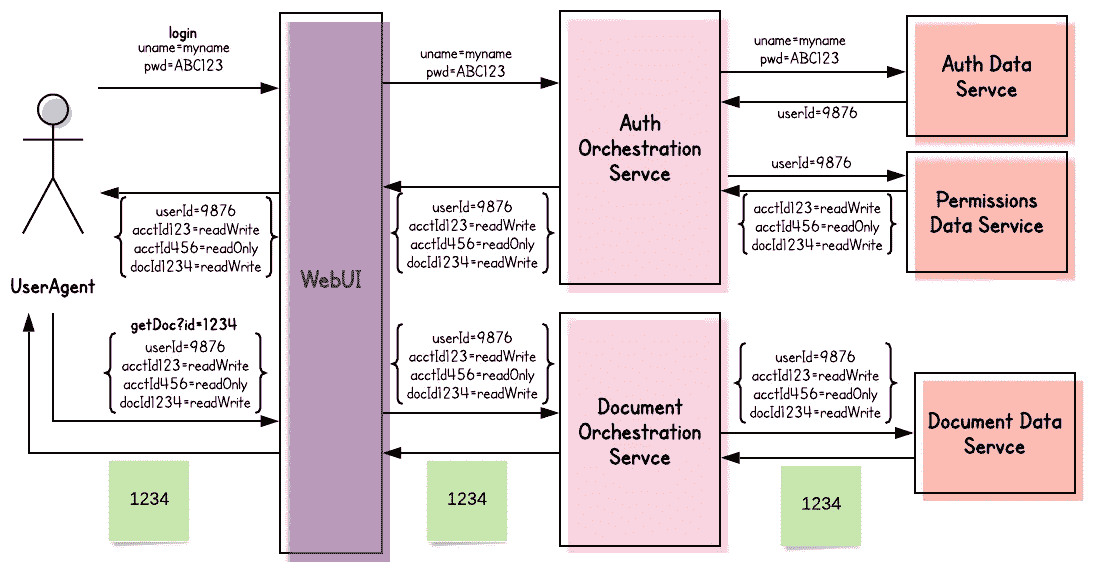 login
uname=myname
pwd=ABC123
uname=myname
pwd=ABC123
uname=myname
pwd=ABC123
Auth Data
Servce
userId=9876
Auth
Orchestration
Servce
userId=9876
Permissions
Data Service
acctId123=readWrite
acctId456=readOnly
docId1234=readWrite
userId=9876
acctId123=readWrite
acctId456=readOnly
docId1234=readWrite
userId=9876
acctId123=readWrite
acctId456=readOnly
docId1234=readWrite
UserAgent
WebUI
getDoc?id=1234
userId=9876
acctId123=readWrite
acctId456=readOnly
docId1234=readWrite
userId=9876
acctId123=readWrite
acctId456=readOnly
docId1234=readWrite
userId=9876
acctId123=readWrite
acctId456=readOnly
docId1234=readWrite
Document
Orchestration
Servce
Document Data
Servce
1234
1234
1234